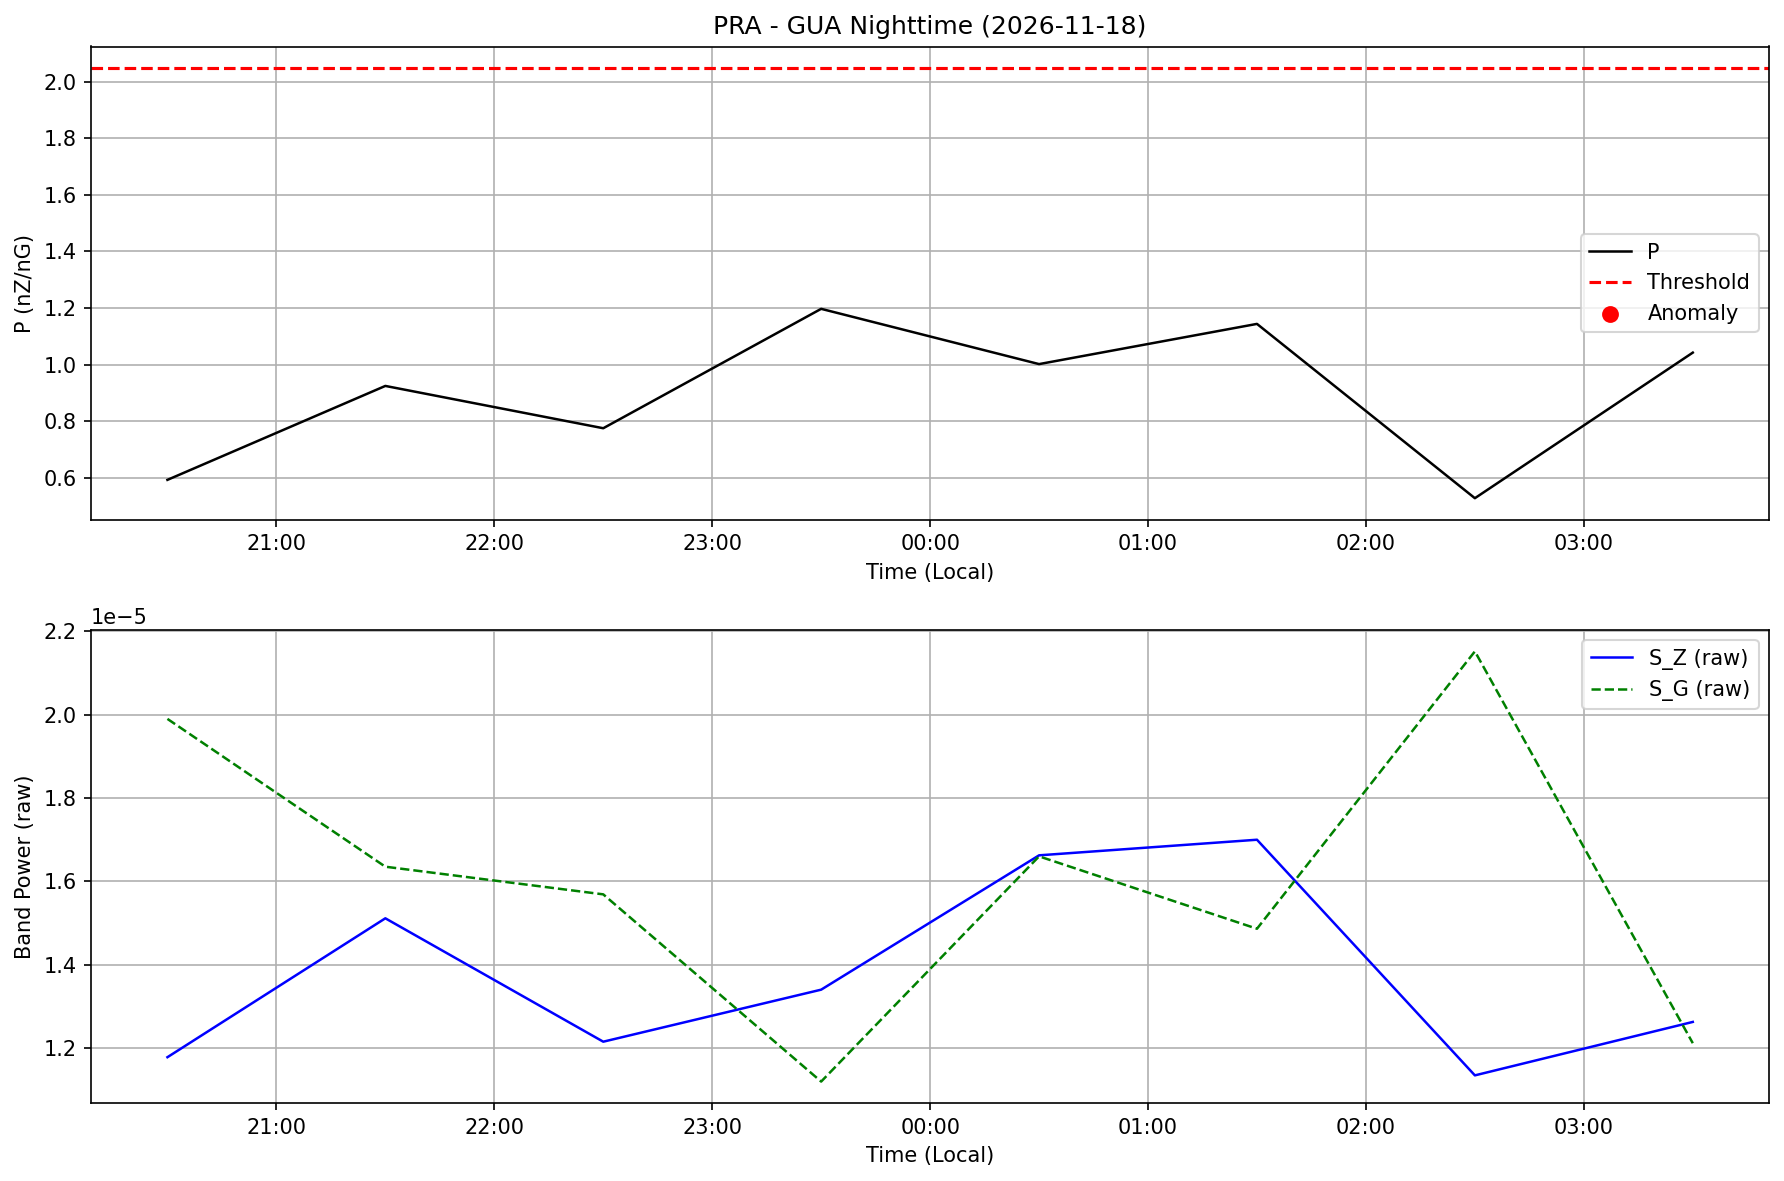 PRA - GUA Nighttime (2026-11-18)
P (nZ/nG)
2.0
1.8
1.6
1.4
1.2
1.0
0.8
0.6
P
Threshold
Anomaly
21:00 22:00 23:00 00:00 01:00 02:00 03:00
Time (Local)
1e−5
Band Power (raw)
2.2
2.0
1.8
1.6
1.4
1.2
S_Z (raw)
S_G (raw)
21:00 22:00 23:00 00:00 01:00 02:00 03:00
Time (Local)